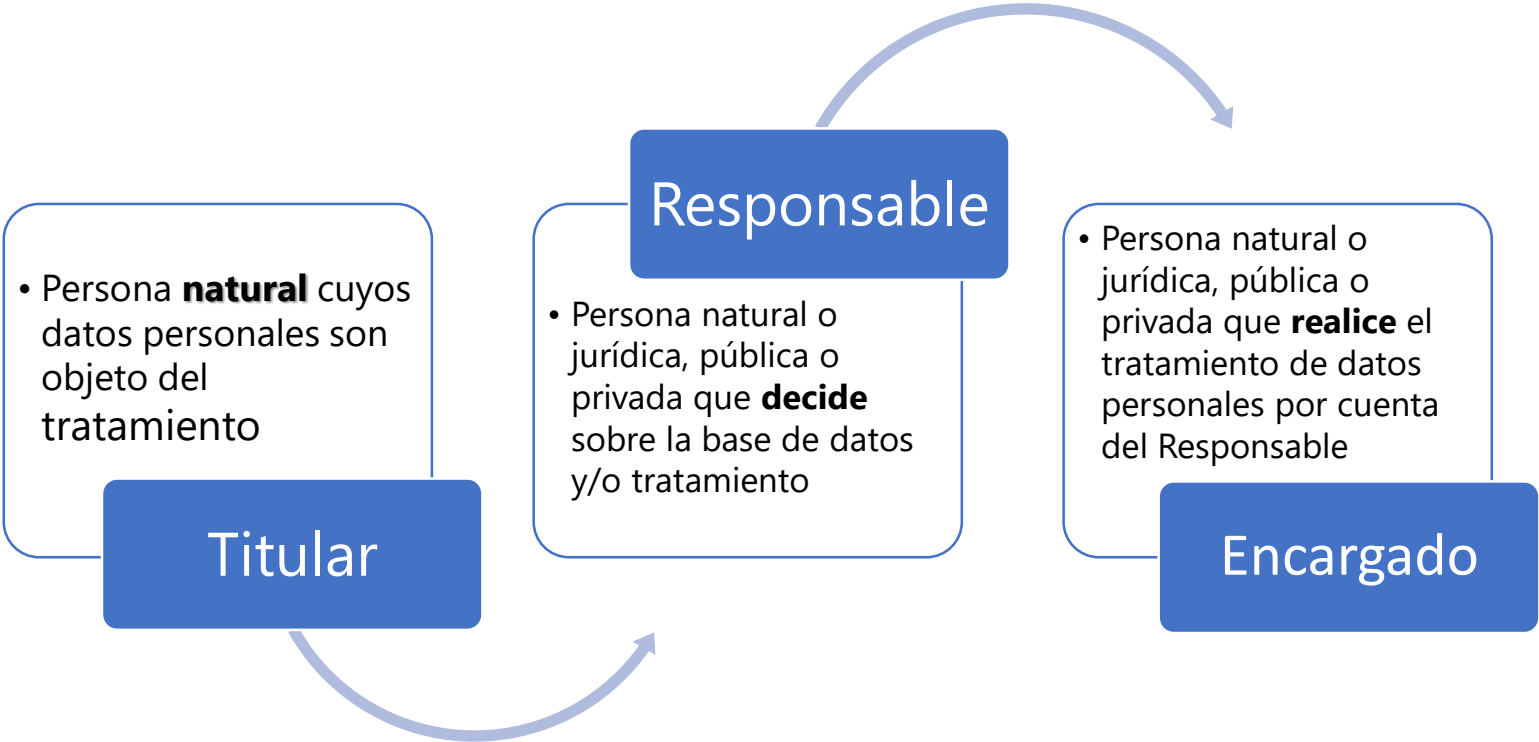 • Persona natural cuyos
datos personales son
objeto del
tratamiento
Titular
Responsable
• Persona natural o
jurídica, pública o
privada que decide
sobre la base de datos
y/o tratamiento
• Persona natural o
jurídica, pública o
privada que realice el
tratamiento de datos
personales por cuenta
del Responsable
Encargado